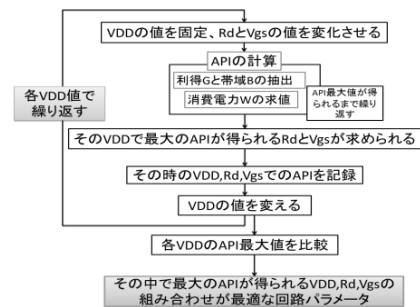 VDDの値を固定、RdとVgsの値を変化させる
APIの計算
利得Gと帯域Bの抽出
消費電力Wの求値
API最大値が得
られるまで繰り
返す
各VDD値で
繰り返す
そのVDDで最大のAPIが得られるRdとVgsが求められる
その時のVDD,Rd,VgsでのAPIを記録
VDDの値を変える
各VDDのAPI最大値を比較
その中で最大のAPIが得られるVDD,Rd,Vgsの
組み合わせが最適な回路パラメータ